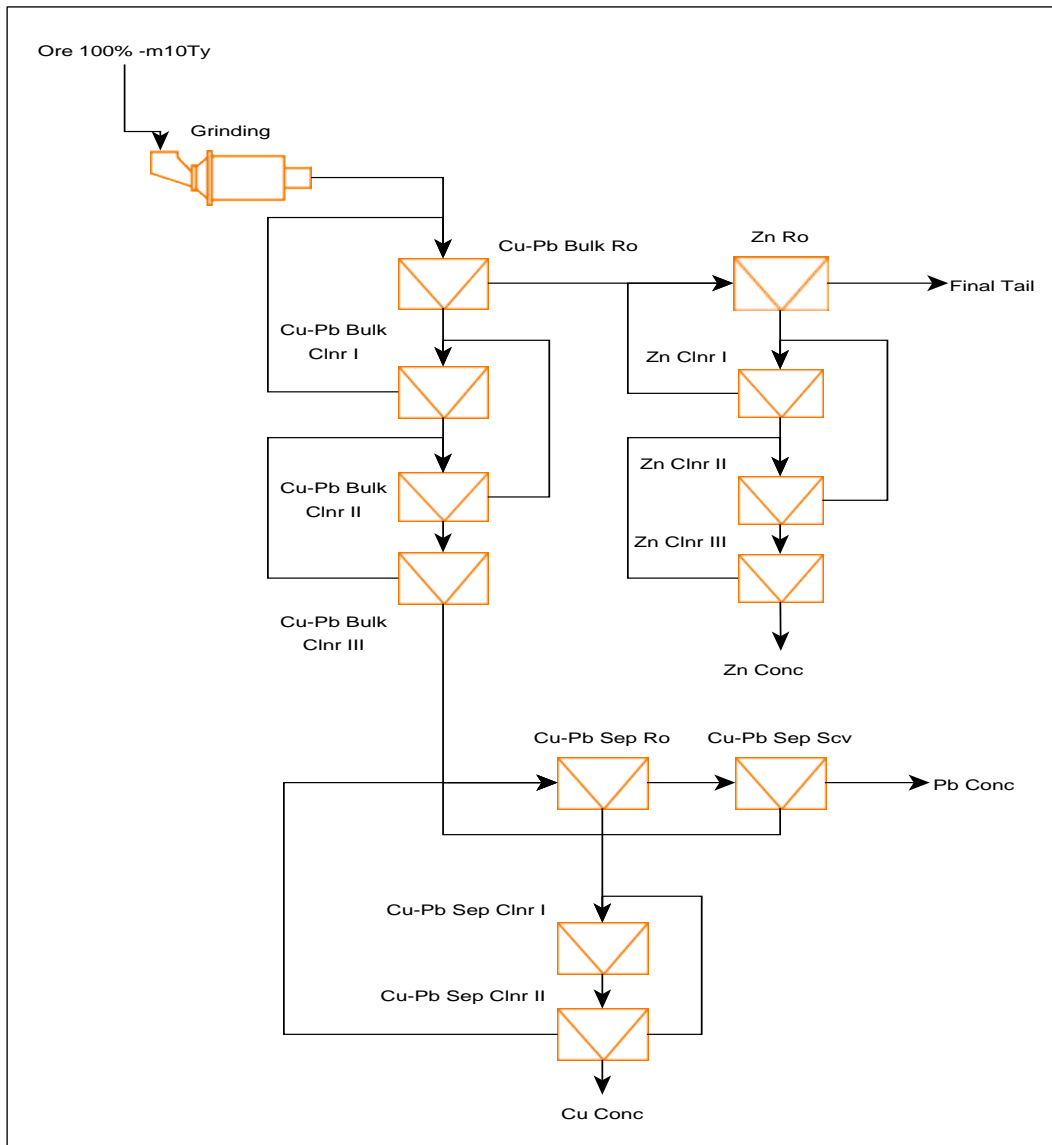 Ore 100% -m10Ty
Grinding
Cu-Pb Bulk Ro
Zn Ro
Final Tail
Cu-Pb Bulk
Clnr I
Zn Clnr I
Cu-Pb Bulk
Clnr II
Zn Clnr II
Zn Clnr III
Cu-Pb Bulk
Clnr III
Zn Conc
Cu-Pb Sep Ro
Cu-Pb Sep Scv
Pb Conc
Cu-Pb Sep Clnr I
Cu-Pb Sep Clnr II
Cu Conc